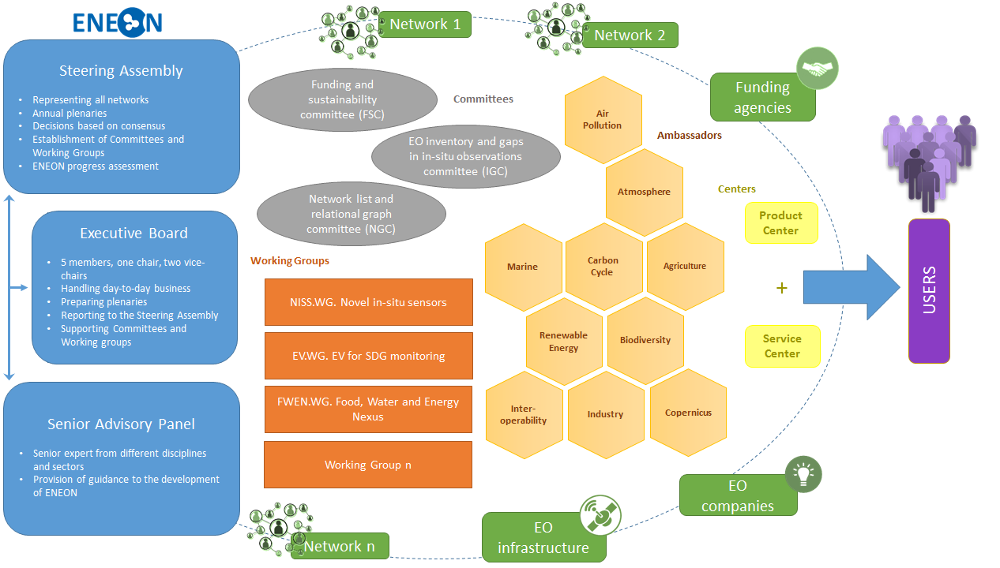 ENEON
Steering Assembly
• Representing all networks
• Annual plenaries
• Decisions based on consensus
• Establishment of Committees and
Working Groups
• ENEON progress assessment
Executive Board
• 5 members, one chair, two vice-
chairs
• Handling day-to-day business
• Preparing plenaries
• Reporting to the Steering Assembly
• Supporting Committees and
Working groups
Senior Advisory Panel
• Senior expert from different disciplines
and sectors
• Provision of guidance to the development
of ENEON
Network 1
Network 2
Funding
agencies
Funding and
sustainability
committee (FSC)
Committees
EO inventory and gaps
in in-situ observations
committee (IGC)
Network list and
relational graph
committee (NGC)
Working Groups
NISS.WG. Novel in-situ sensors
EV.WG. EV for SDG monitoring
FWEN.WG. Food, Water and Energy
Nexus
Working Group n
Air
Pollution
Ambassadors
Atmosphere
Marine
Carbon
Cycle
Agriculture
Renewable
Energy
Biodiversity
Inter-
operability
Industry
Copernicus
Centers
Product
Center
+
Service
Center
USERS
EO
companies
EO
infrastructure
Network n